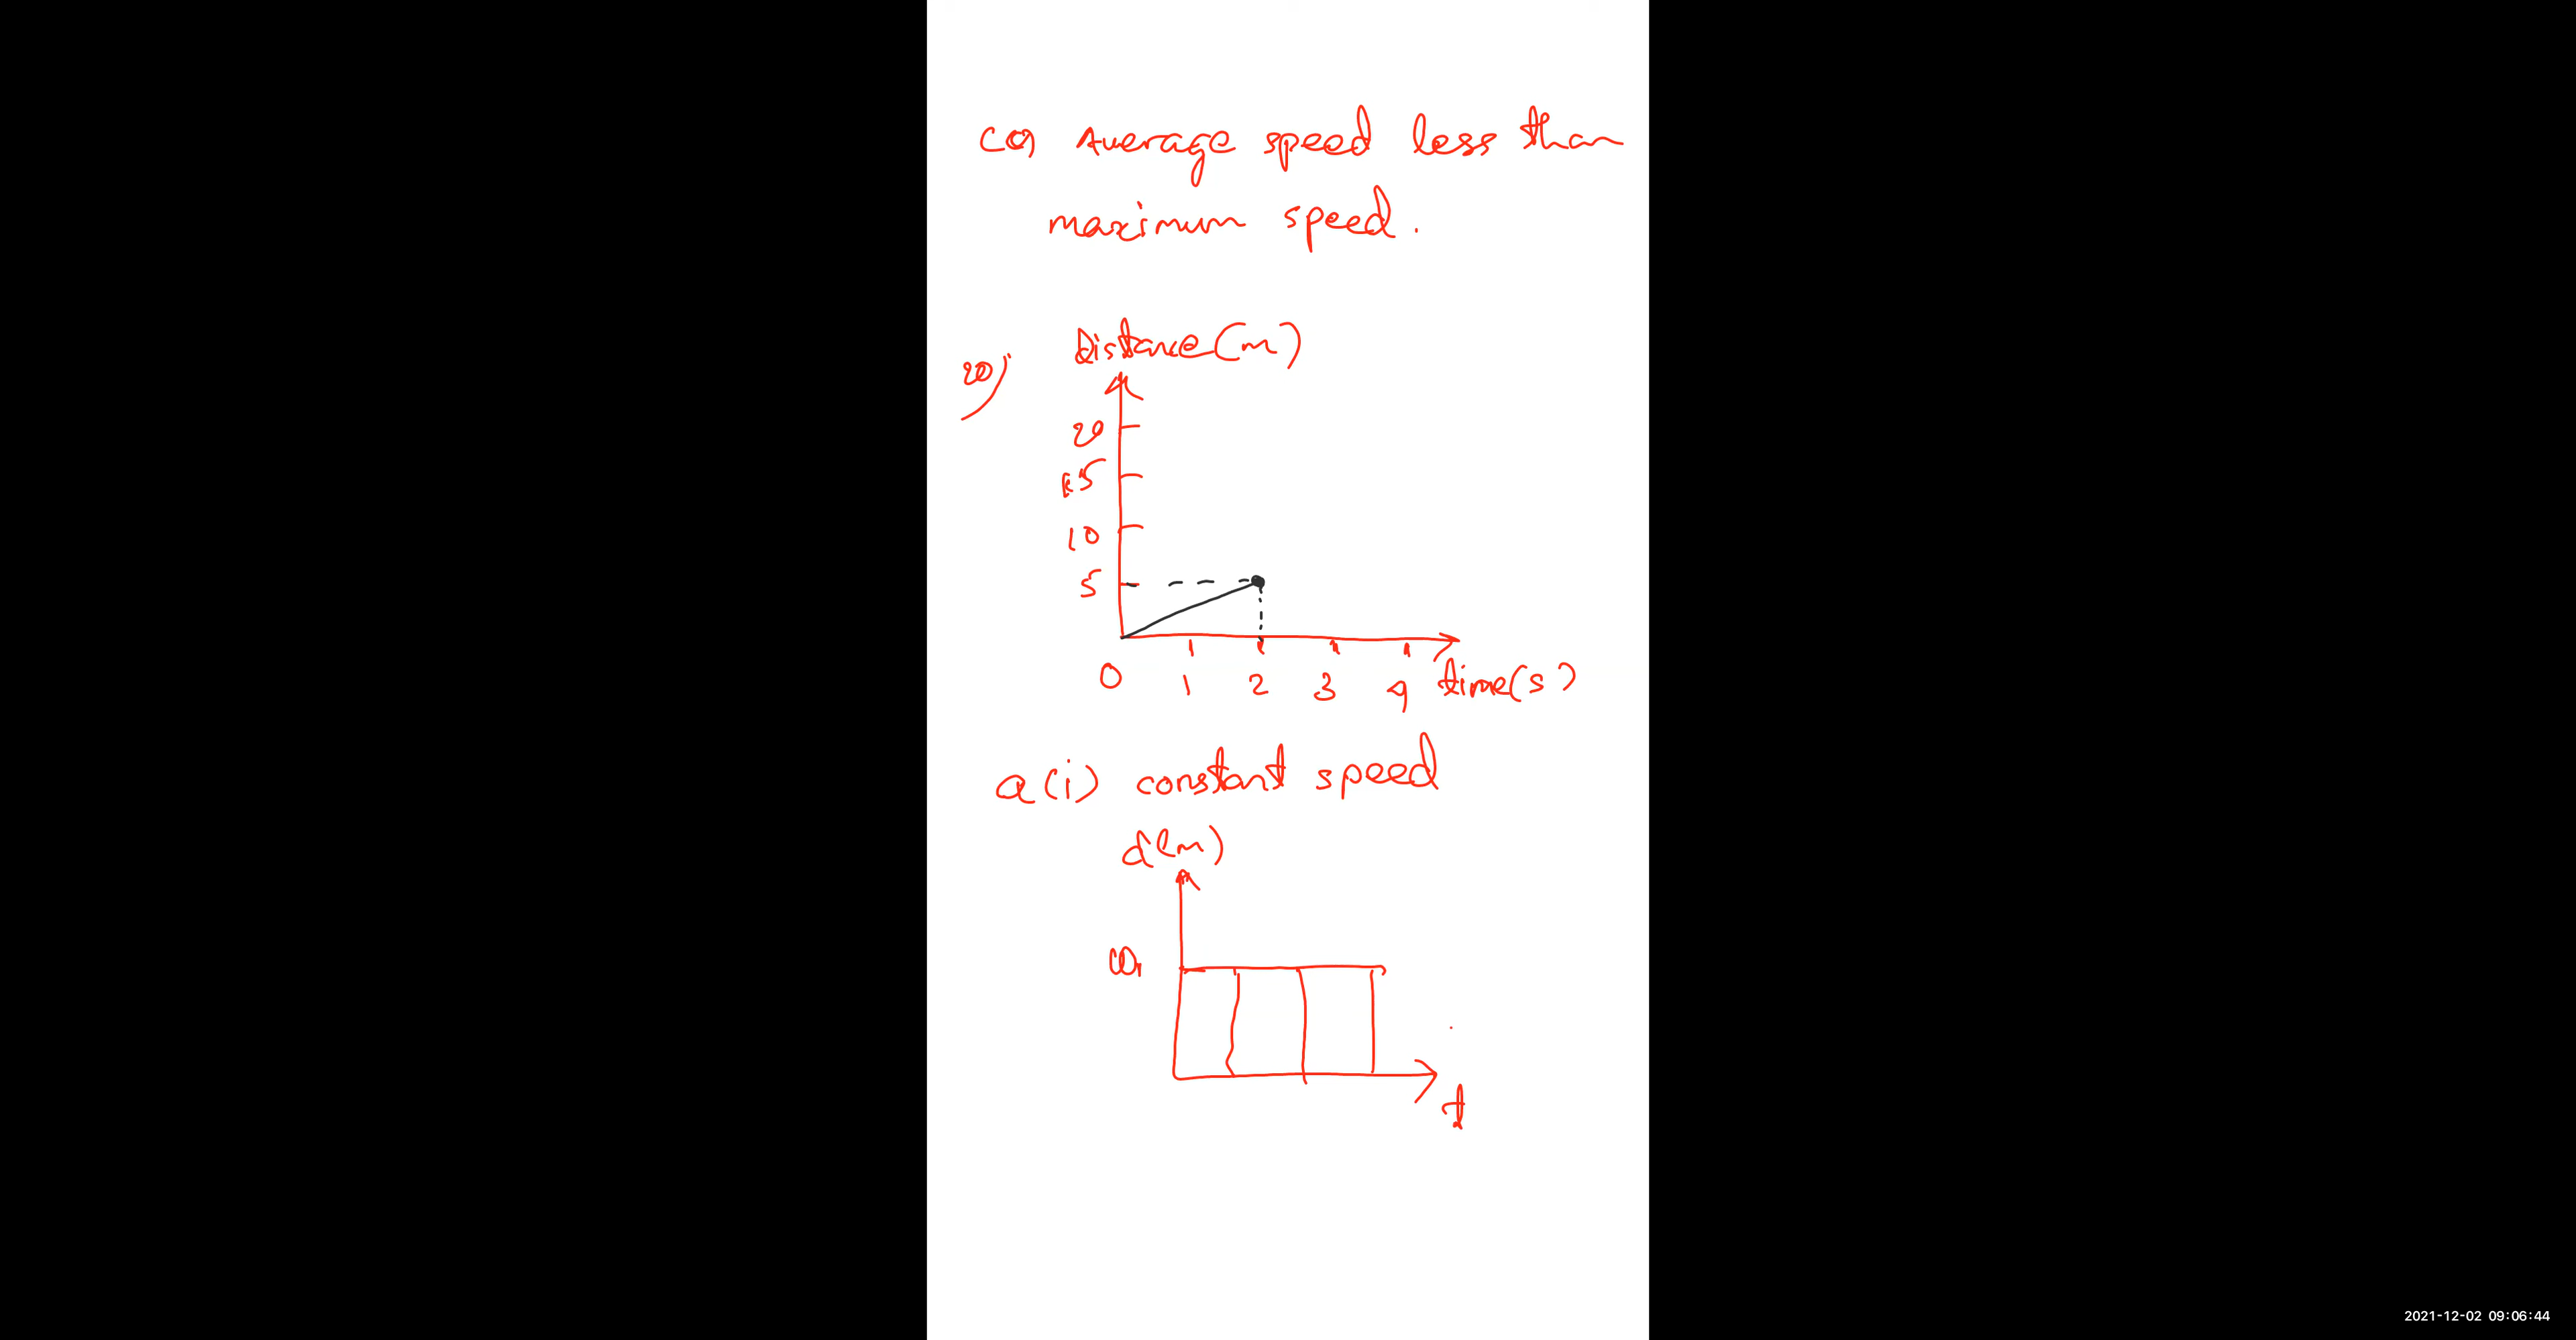 (c) Average speed less than
maximum speed.
20)
Distance(m)
20
15
10
5
0 1 2 3 4 time(s)
a(i) constant speed
d(m)
t
2021-12-02 09:06:44